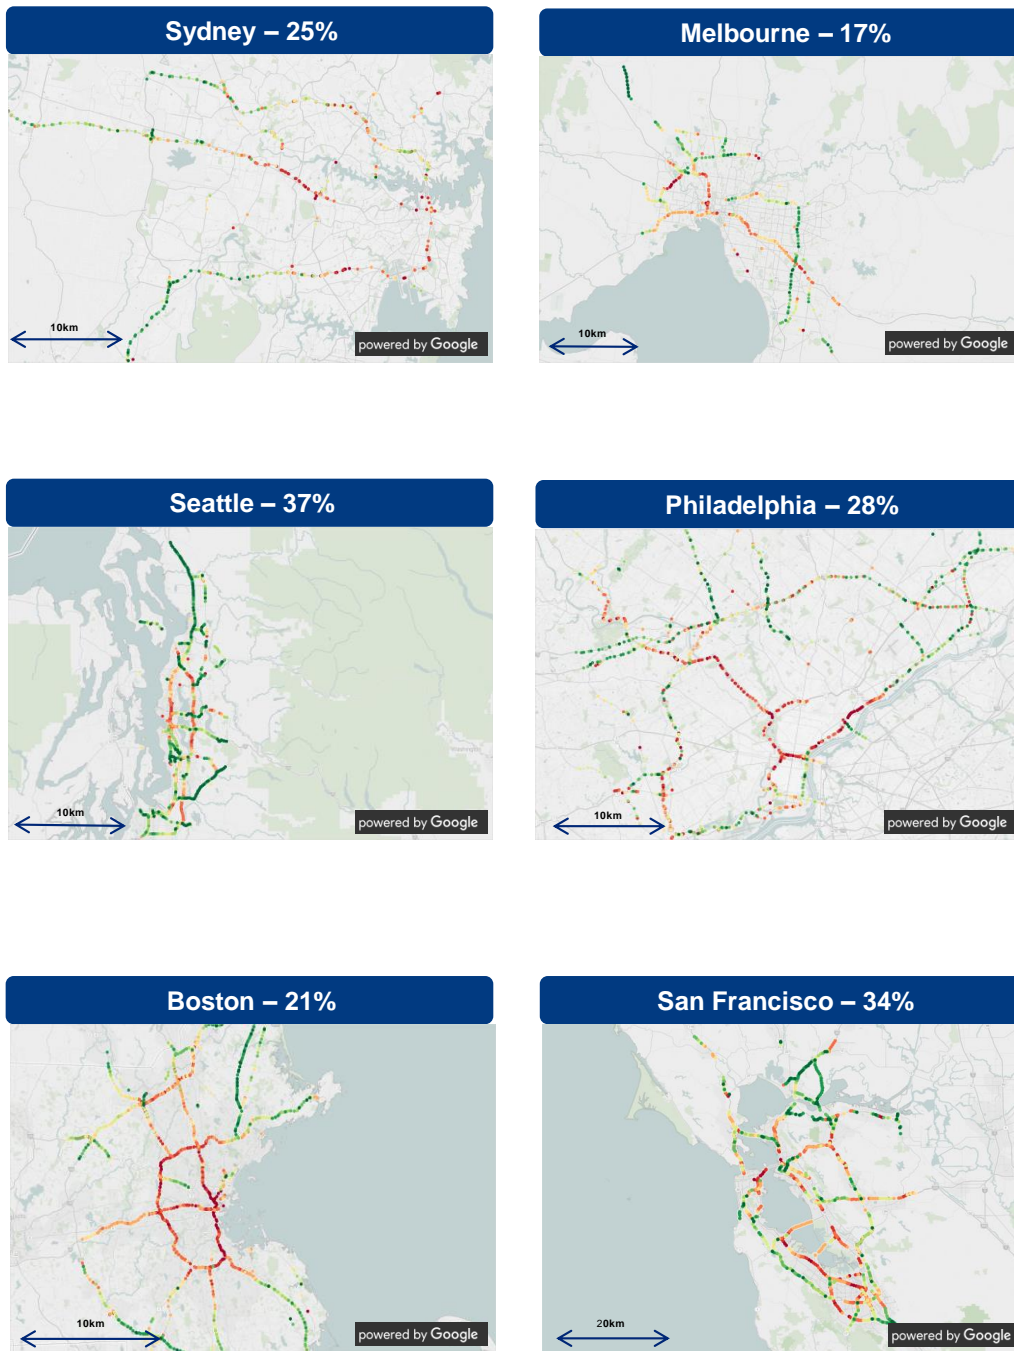 Sydney – 25%
Melbourne – 17%
10km
powered by Google
10km
powered by Google
Seattle – 37%
Philadelphia – 28%
10km
powered by Google
10km
powered by Google
Boston – 21%
San Francisco – 34%
10km
powered by Google
20km
powered by Google